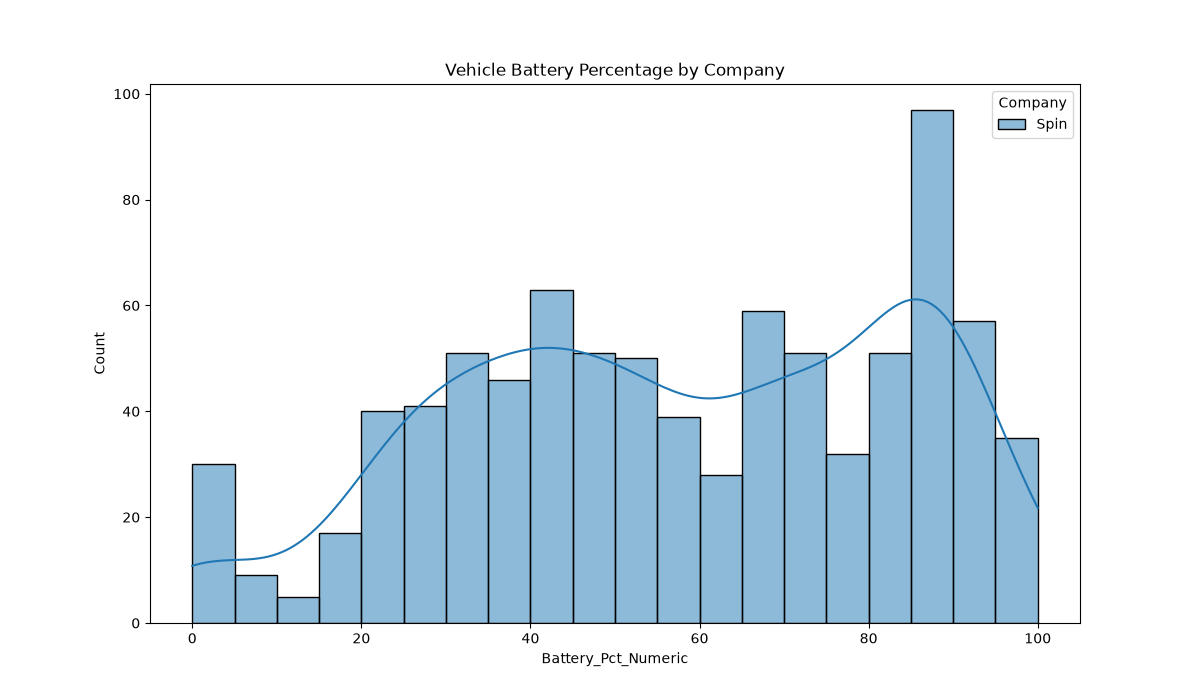 Vehicle Battery Percentage by Company
Company
Spin
100
80
60
40
20
0
Count
0 20 40 60 80 100
Battery_Pct_Numeric